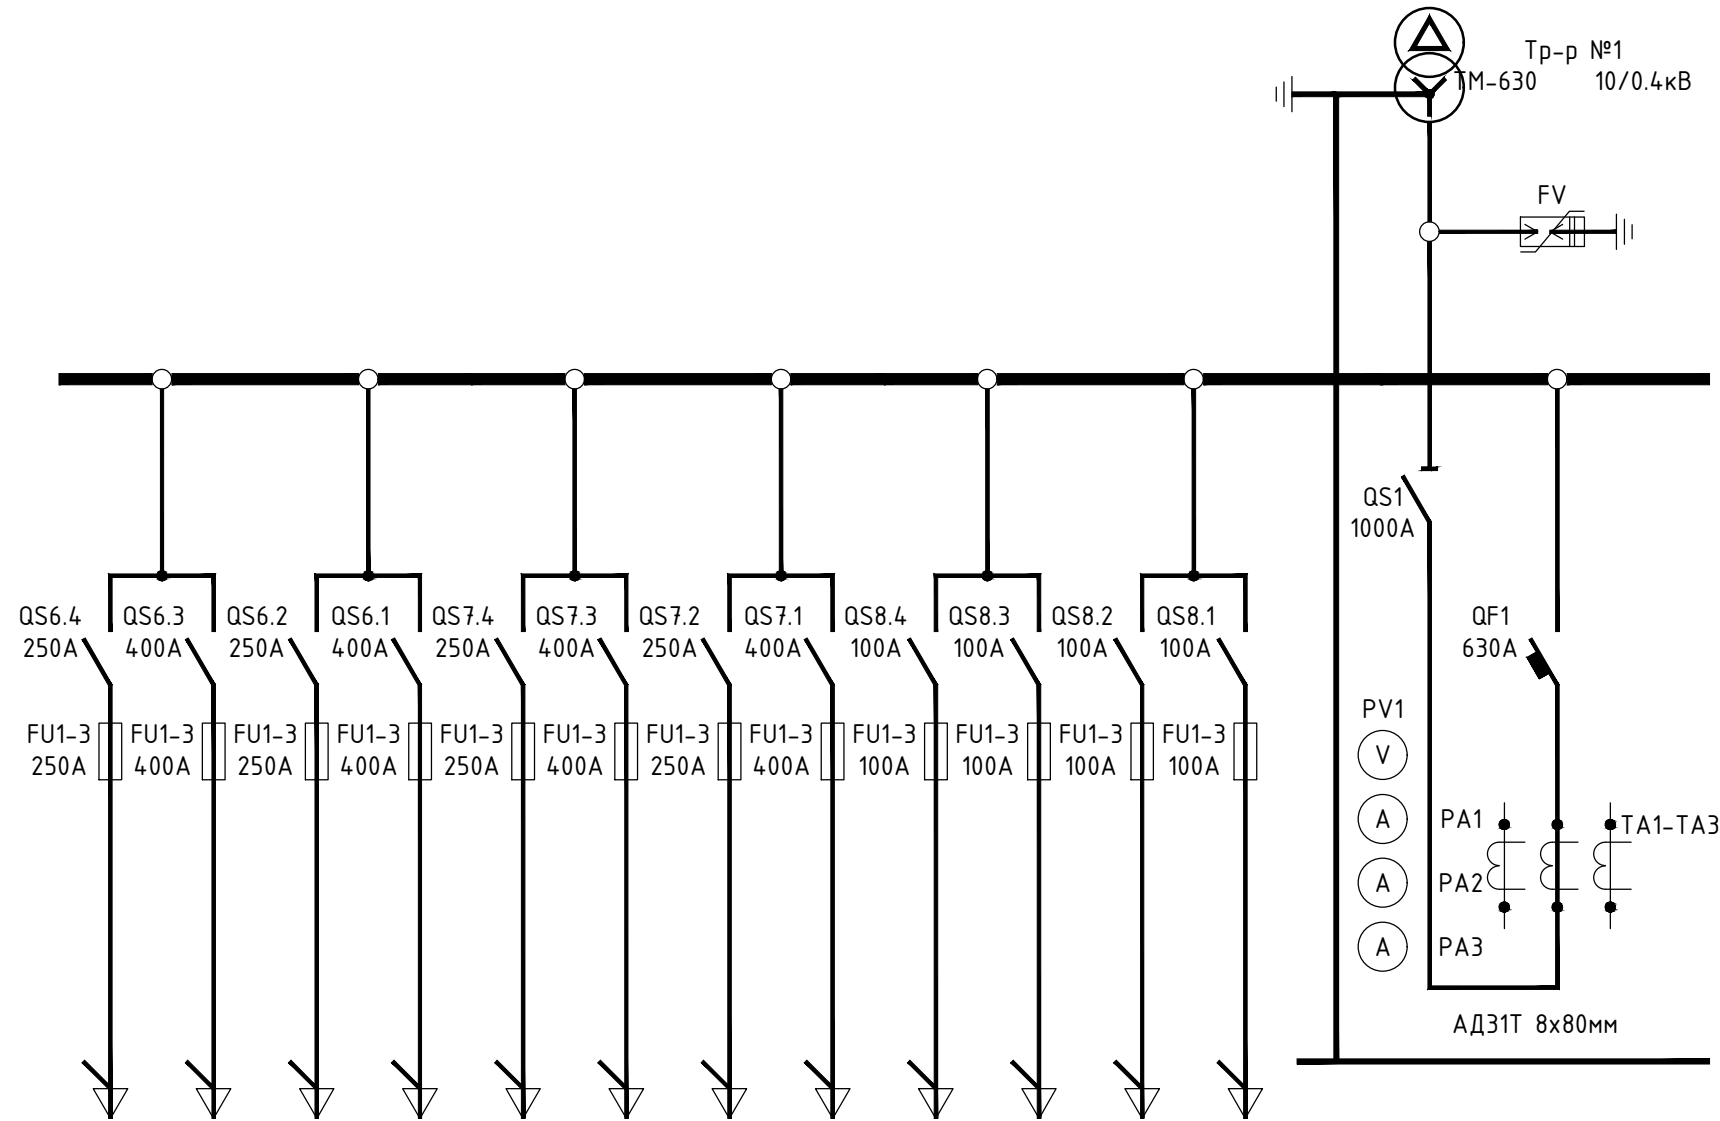 Тр-р №1
ТМ-630 10/0.4кВ
FV
QS1
1000А
QS6.4 QS6.3 QS6.2 QS6.1 QS7.4 QS7.3 QS7.2 QS7.1 QS8.4 QS8.3 QS8.2 QS8.1 QF1
250А 400А 250А 400А 250А 400А 250А 400А 100А 100А 100А 100А 630А
PV1
FU1-3 FU1-3 FU1-3 FU1-3 FU1-3 FU1-3 FU1-3 FU1-3 FU1-3 FU1-3 FU1-3 FU1-3
250А 400А 250А 400А 250А 400А 250А 400А 100А 100А 100А 100А
V
A PA1 TA1-TA3
A PA2
A PA3
АД31Т 8х80мм